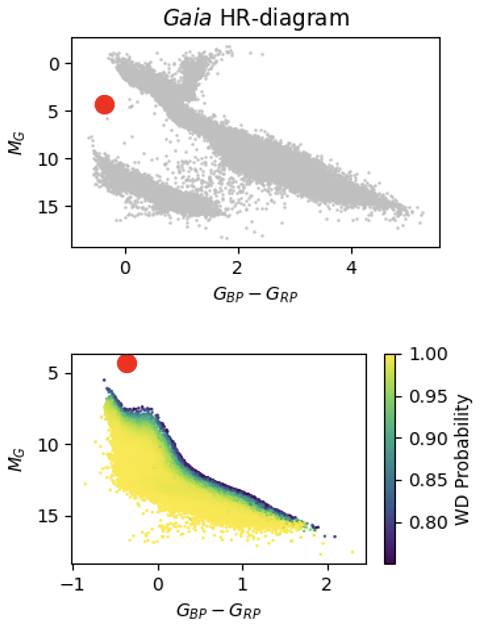 Gaia HR-diagram
0
5
10
15
M_G
0 2 4
G_BP − G_RP
5
10
15
M_G
−1 0 1 2
G_BP − G_RP
1.00
0.95
0.90
0.85
0.80
WD Probability